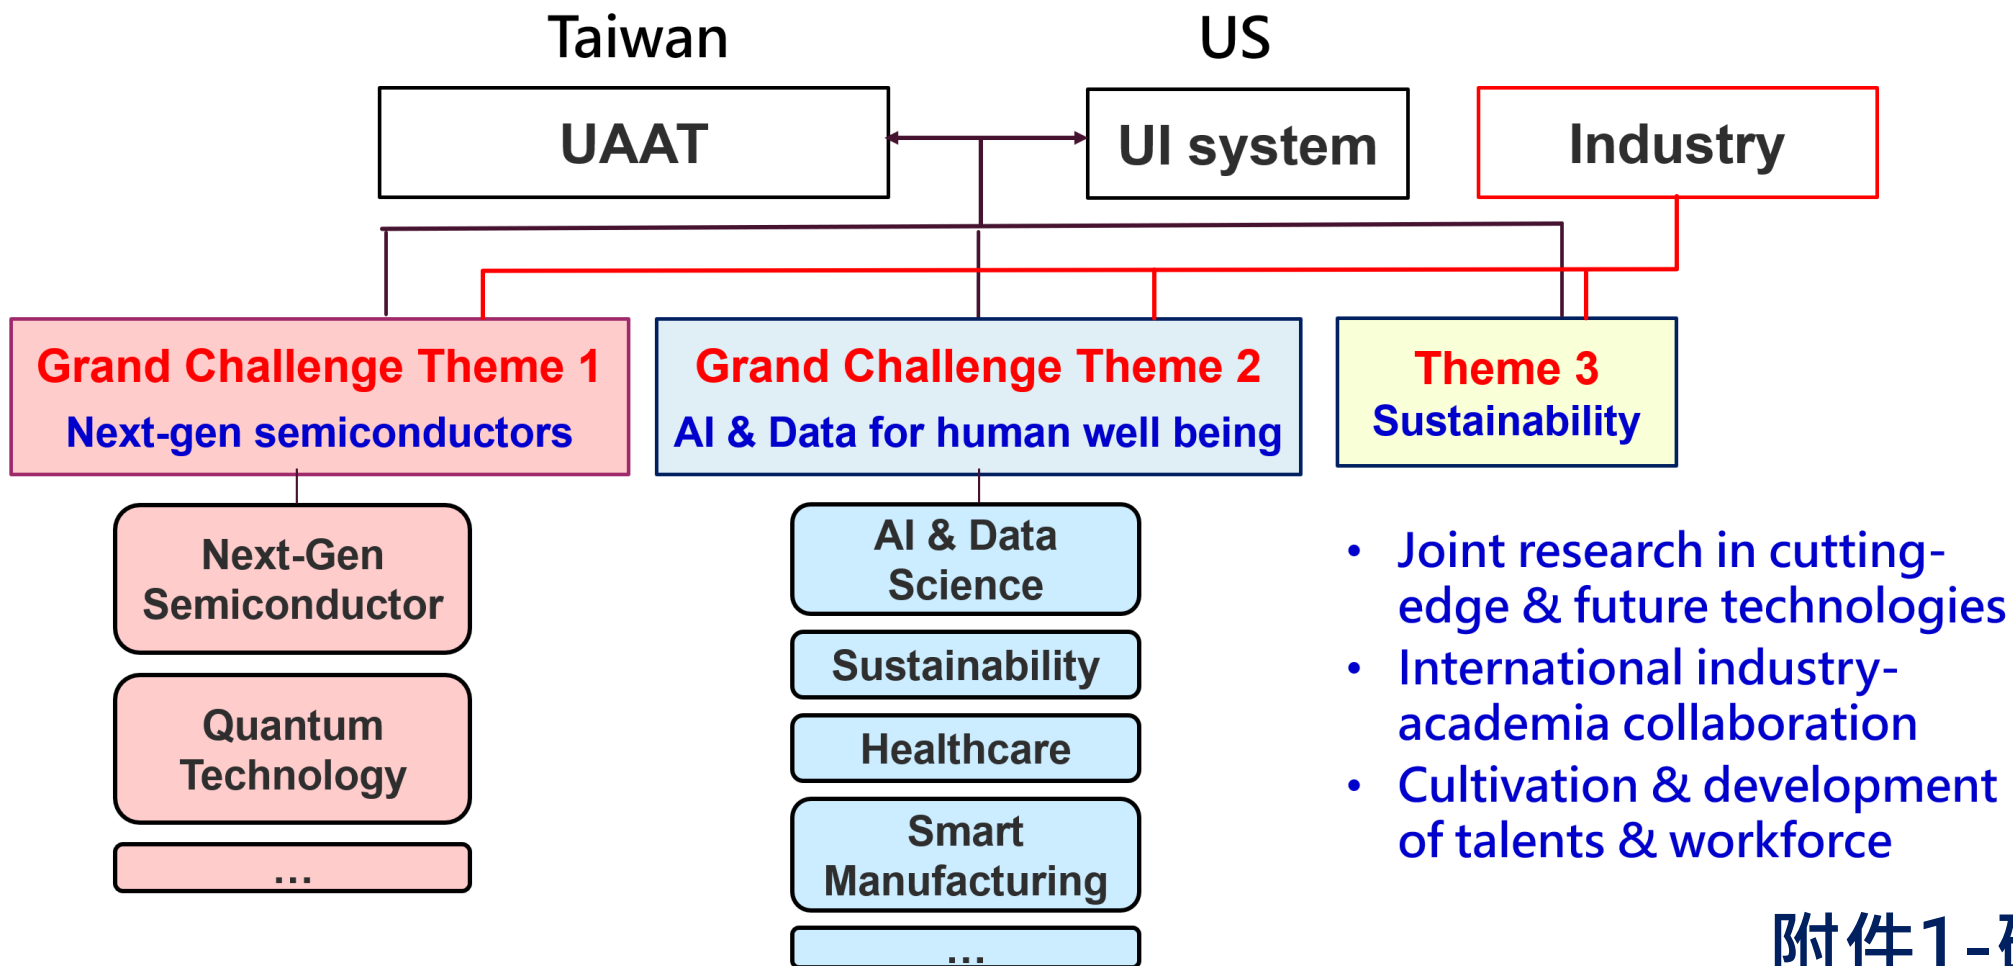 Taiwan
US
UAAT
UI system
Industry
Grand Challenge Theme 1
Next-gen semiconductors
Grand Challenge Theme 2
AI & Data for human well being
Theme 3
Sustainability
Next-Gen
Semiconductor
Quantum
Technology
...
AI & Data
Science
Sustainability
Healthcare
Smart
Manufacturing
...
• Joint research in cutting-
edge & future technologies
• International industry-
academia collaboration
• Cultivation & development
of talents & workforce
附件1-